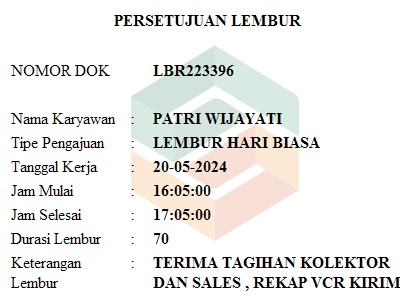 PERSETUJUAN LEMBUR
NOMOR DOK LBR223396
Nama Karyawan : PATRI WIJAYATI
Tipe Pengajuan : LEMBUR HARI BIASA
Tanggal Kerja : 20-05-2024
Jam Mulai : 16:05:00
Jam Selesai : 17:05:00
Durasi Lembur : 70
Keterangan : TERIMA TAGIHAN KOLEKTOR
Lembur DAN SALES , REKAP VCR KIRIM